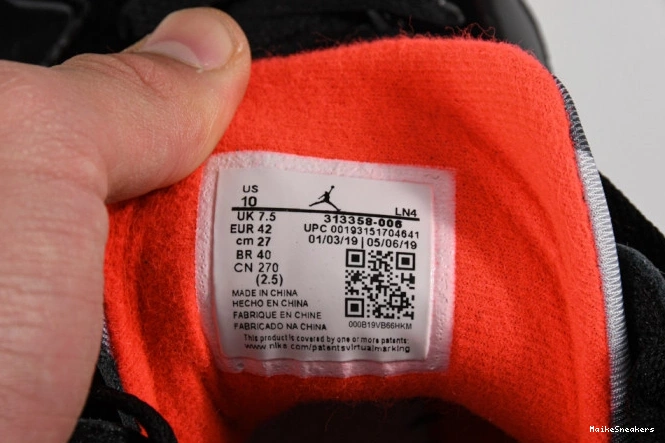 US
10
LN4
UK 7.5
313358-006
EUR 42
UPC 00193151704641
cm 27
01/03/19 | 05/06/19
BR 40
CN 270
(2.5)
MADE IN CHINA
HECHO EN CHINA
FABRIQUE EN CHINE
FABRICADO NA CHINA
000B19VB66HKM
This product is covered by one or more patents
www.nike.com/patentsvirtualmarking
MaikeSneakers